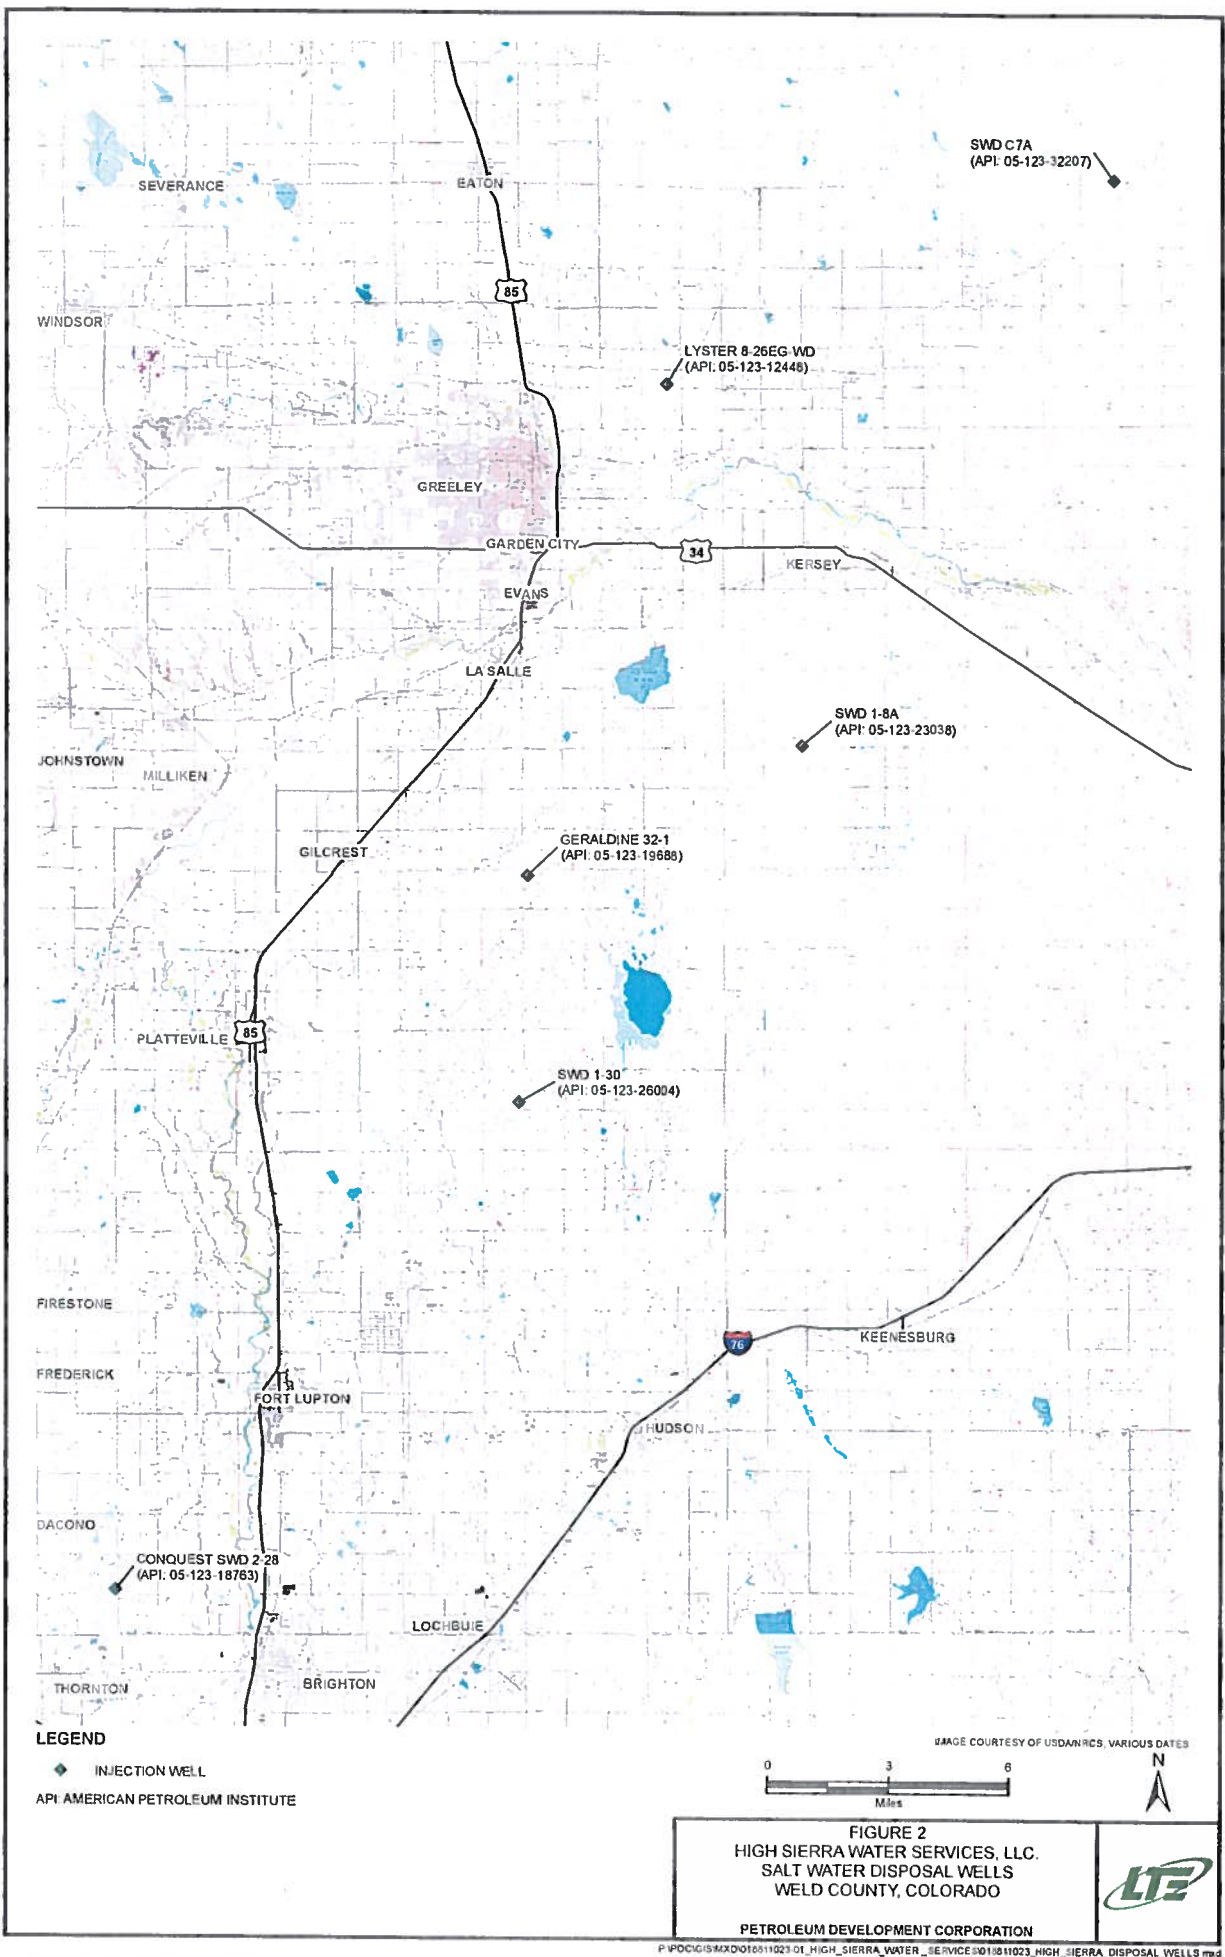 SWD C7A
(API: 05-123-32207)
SEVERANCE
EATON
85
WINDSOR
LYSTER 8-26EG WD
(API: 05-123-12446)
GREELEY
GARDEN CITY
34
KERSEY
EVANS
LA SALLE
SWD 1-8A
(API: 05-123-23038)
JOHNSTOWN
MILLIKEN
GERALDINE 32-1
(API: 05-123-19688)
GILCREST
PLATTEVILLE
85
SWD 1-30
(API: 05-123-26004)
FIRESTONE
76
KEENESBURG
FREDERICK
FORT LUPTON
HUDSON
DACONO
CONQUEST SWD 2-28
(API: 05-123-18763)
LOCHBUIE
THORNTON
BRIGHTON
LEGEND
INJECTION WELL
API: AMERICAN PETROLEUM INSTITUTE
IMAGE COURTESY OF USDA/NRCS, VARIOUS DATES
0 3 6
Miles
N
FIGURE 2
HIGH SIERRA WATER SERVICES, LLC.
SALT WATER DISPOSAL WELLS
WELD COUNTY, COLORADO
PETROLEUM DEVELOPMENT CORPORATION
LTE